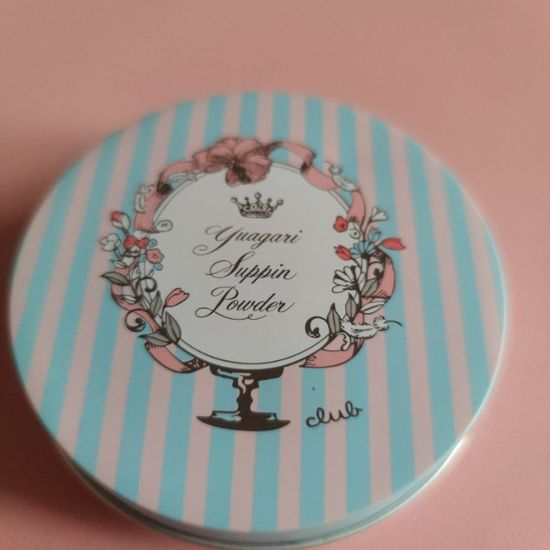 Yuagari
Suppin
Powder
club